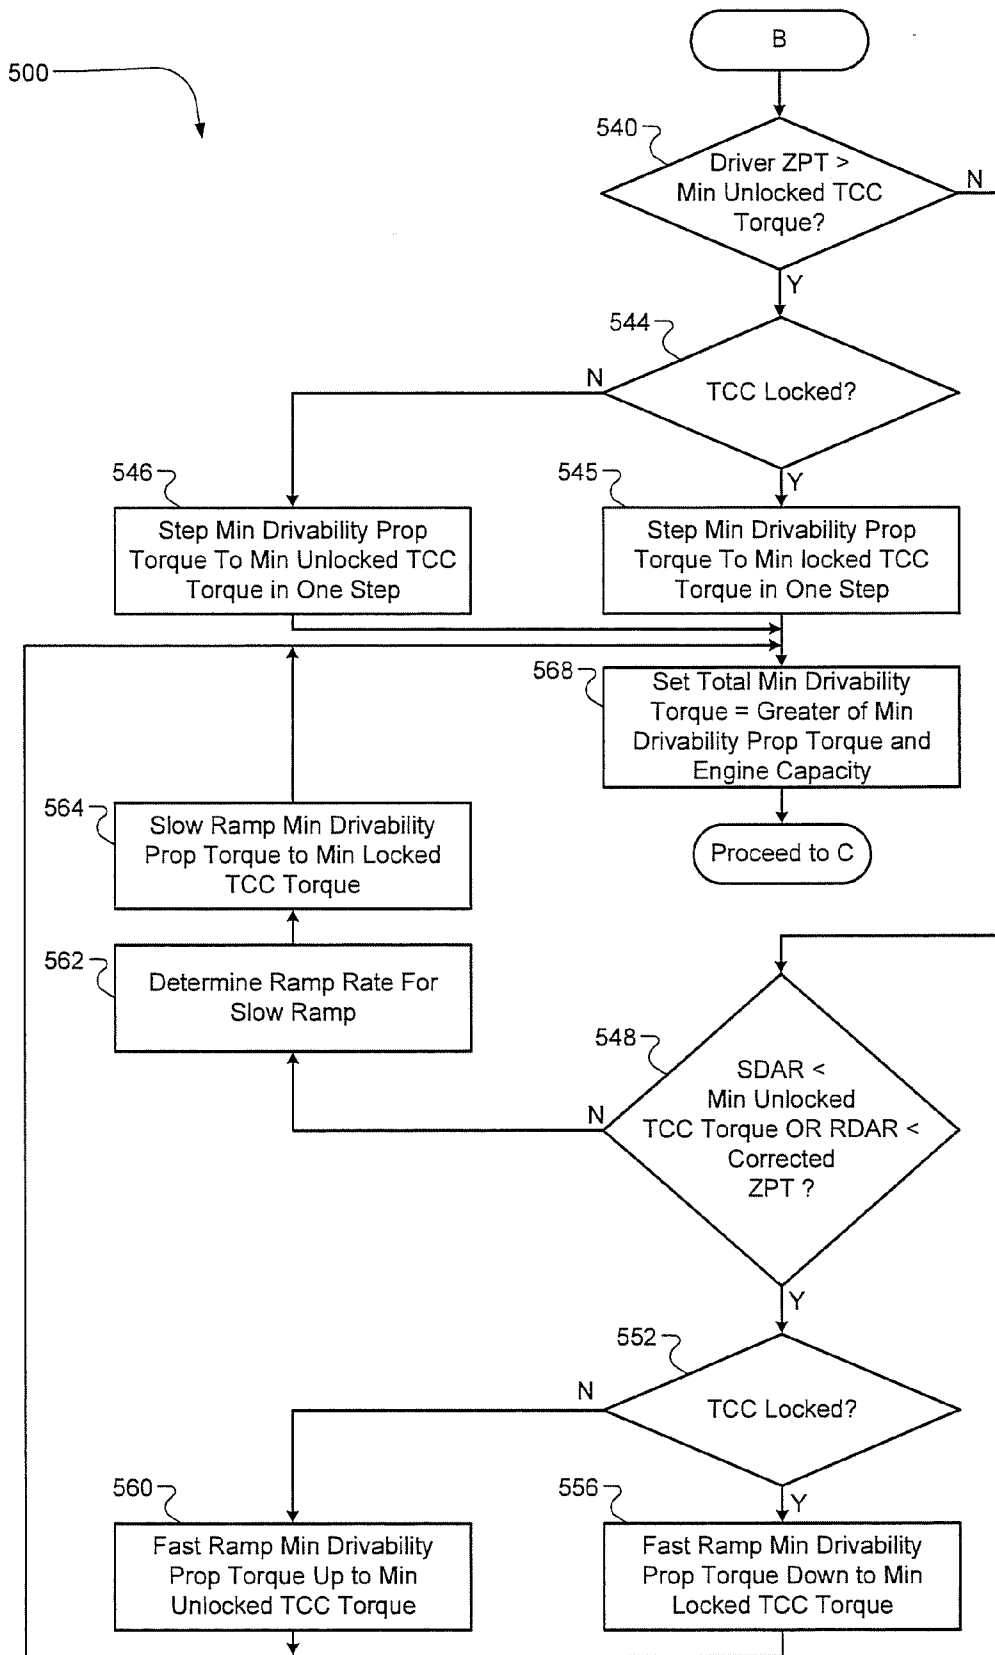 500
B
540
Driver ZPT >
Min Unlocked TCC
Torque?
N
Y
544
N
TCC Locked?
Y
546
Step Min Drivability Prop
Torque To Min Unlocked TCC
Torque in One Step
545
Step Min Drivability Prop
Torque To Min locked TCC
Torque in One Step
568
Set Total Min Drivability
Torque = Greater of Min
Drivability Prop Torque and
Engine Capacity
Proceed to C
564
Slow Ramp Min Drivability
Prop Torque to Min Locked
TCC Torque
562
Determine Ramp Rate For
Slow Ramp
548
N
SDAR <
Min Unlocked
TCC Torque OR RDAR <
Corrected
ZPT ?
Y
552
N
TCC Locked?
Y
560
Fast Ramp Min Drivability
Prop Torque Up to Min
Unlocked TCC Torque
556
Fast Ramp Min Drivability
Prop Torque Down to Min
Locked TCC Torque